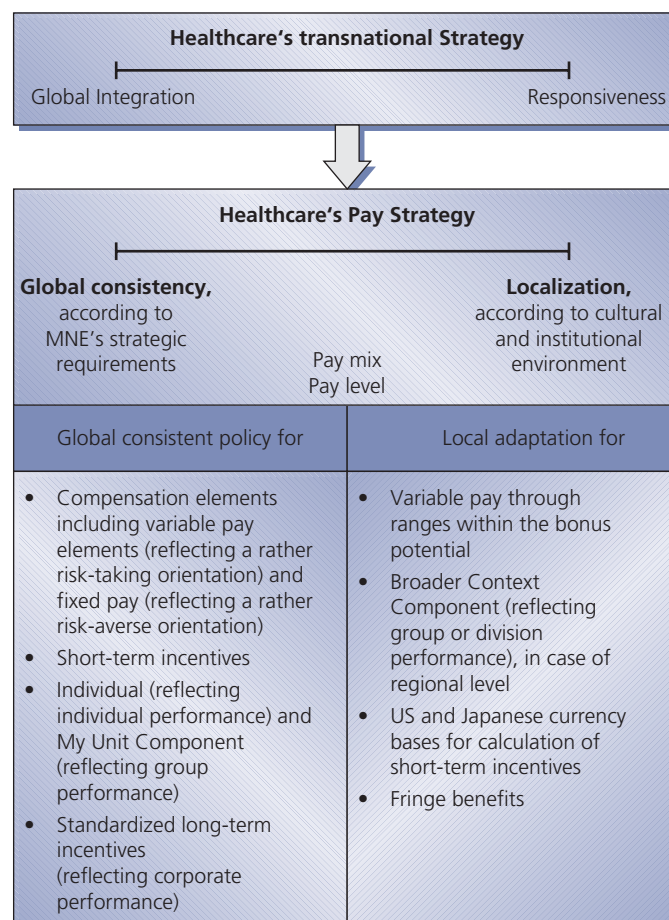 Healthcare‘s transnational Strategy
Global Integration
Responsiveness
Healthcare‘s Pay Strategy
Global consistency,
according to
MNE‘s strategic
requirements
Pay mix
Pay level
Localization,
according to cultural
and institutional
environment
Global consistent policy for
Local adaptation for
• Compensation elements
including variable pay
elements (reflecting a rather
risk-taking orientation) and
fixed pay (reflecting a rather
risk-averse orientation)
• Short-term incentives
• Individual (reflecting
individual performance) and
My Unit Component
(reflecting group
performance)
• Standardized long-term
incentives
(reflecting corporate
performance)
• Variable pay through
ranges within the bonus
potential
• Broader Context
Component (reflecting
group or division
performance), in case of
regional level
• US and Japanese currency
bases for calculation of
short-term incentives
• Fringe benefits